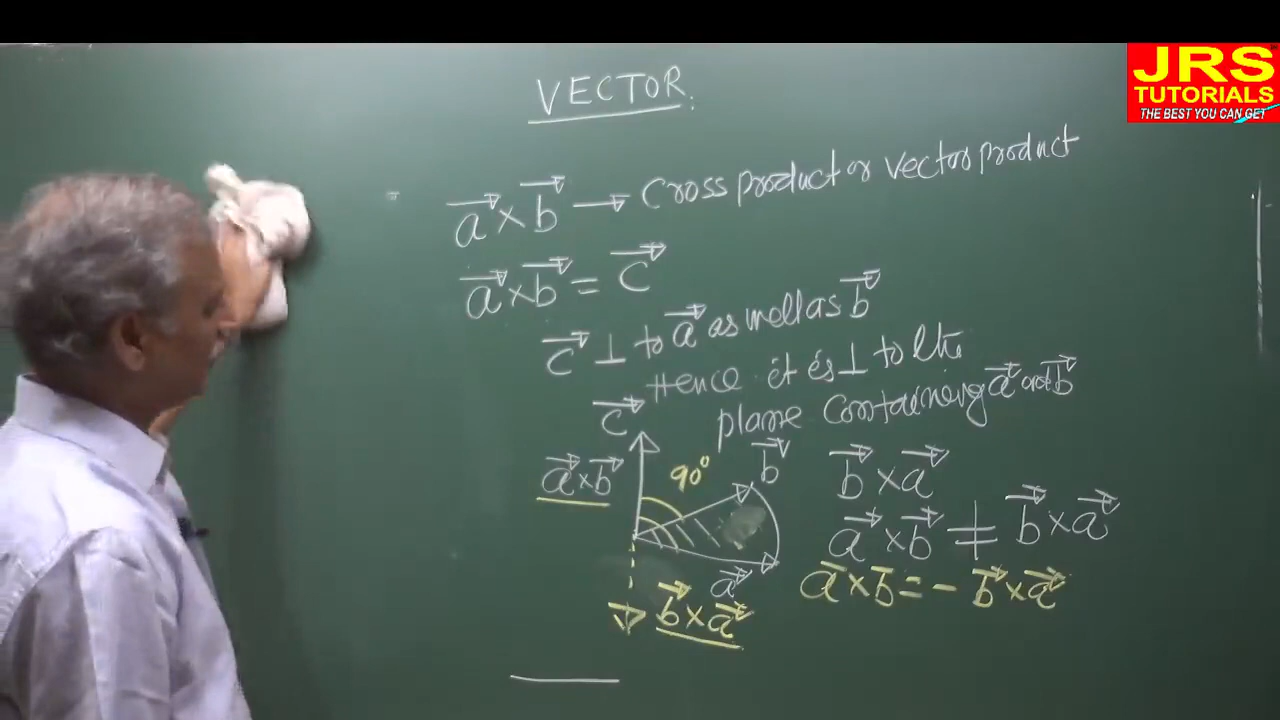 JRS
TUTORIALS
THE BEST YOU CAN GET
VECTOR
a⃗ × b⃗ → Cross product or vector product
a⃗ × b⃗ = c⃗
c⃗ ⊥ to a⃗ as well as b⃗
Hence it is ⊥ to the
plane containing a⃗ and b⃗
c⃗
a⃗ × b⃗
90°
b⃗
a⃗
b⃗ × a⃗
b⃗ × a⃗
a⃗ × b⃗ ≠ b⃗ × a⃗
a⃗ × b⃗ = - b⃗ × a⃗